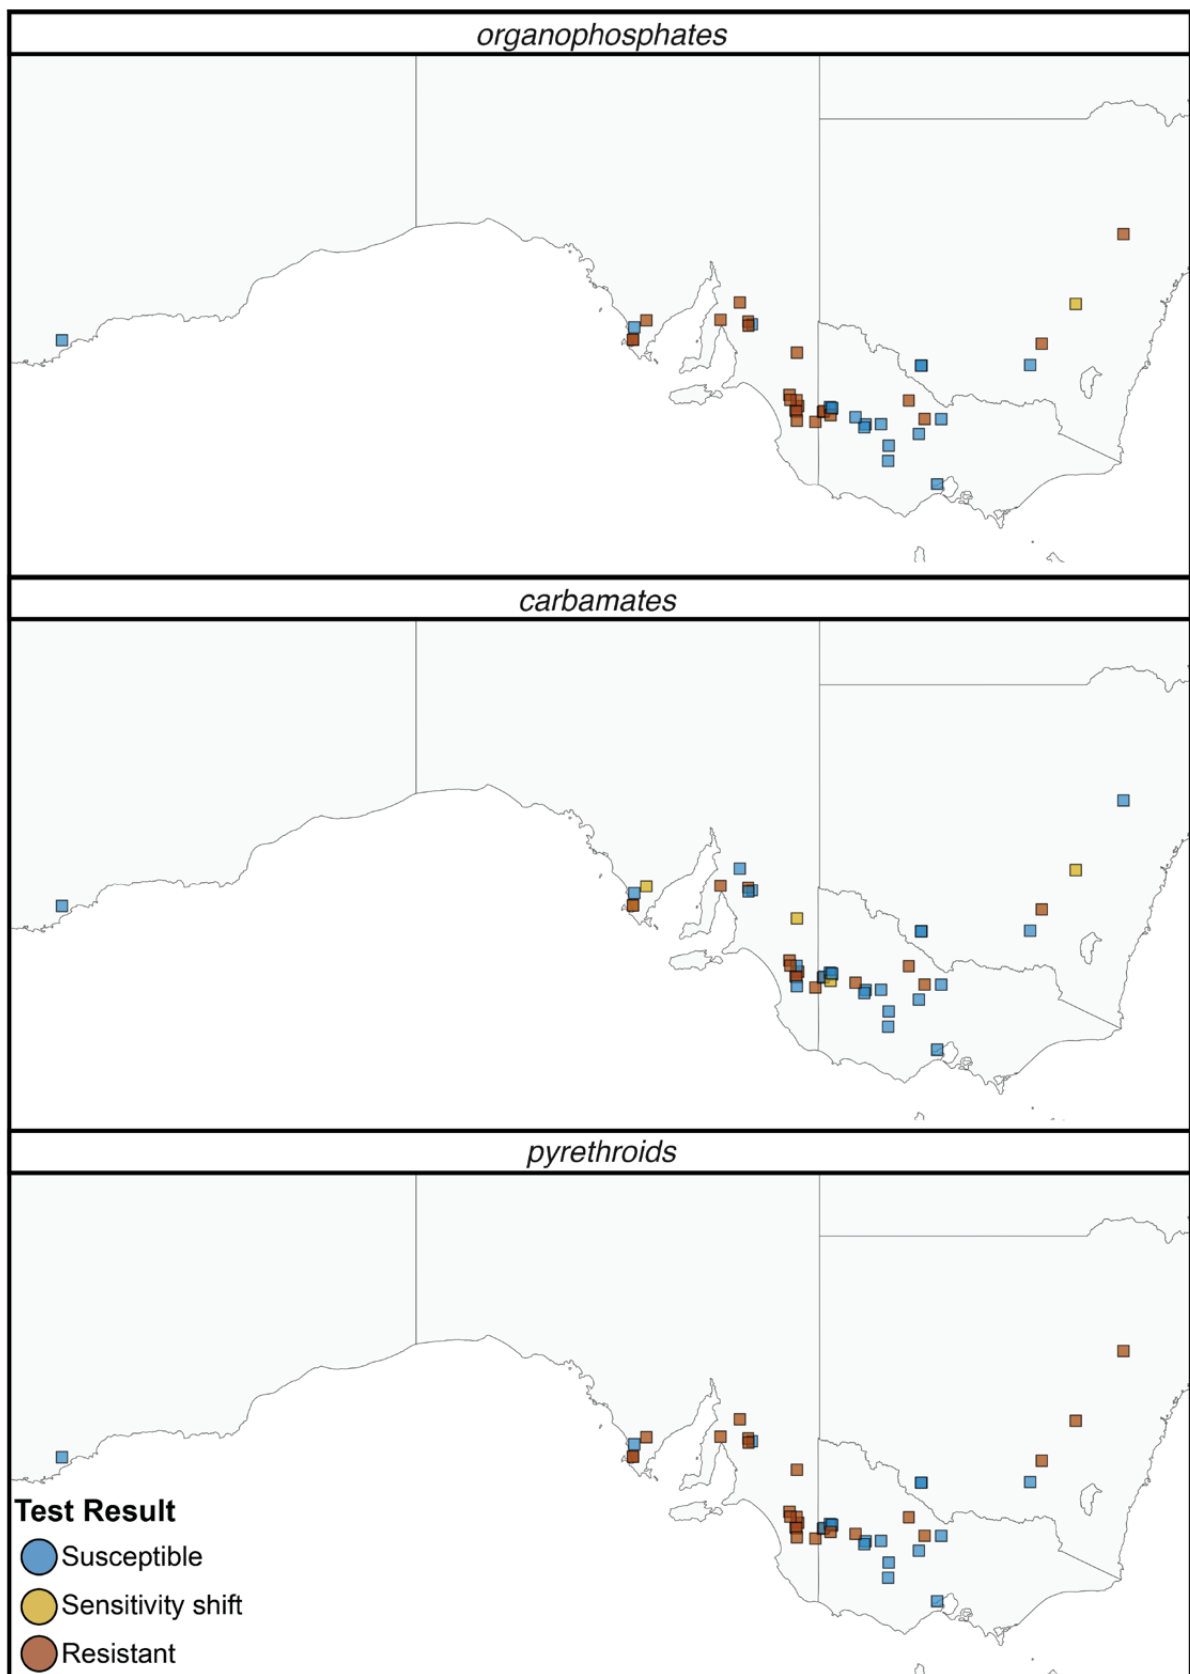 organophosphates
carbamates
pyrethroids
Test Result
Susceptible
Sensitivity shift
Resistant